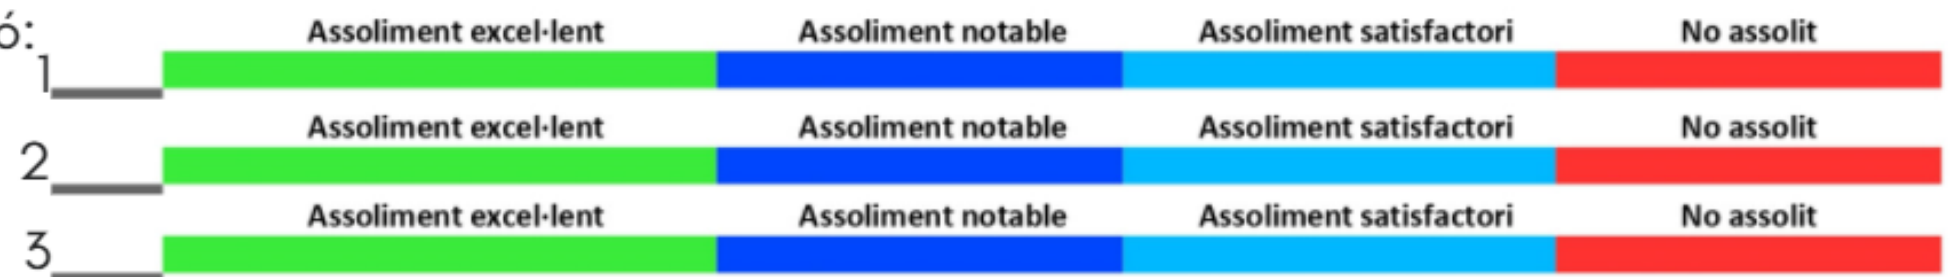 ó:
Assoliment excel·lent Assoliment notable Assoliment satisfactori No assolit
1
Assoliment excel·lent Assoliment notable Assoliment satisfactori No assolit
2
Assoliment excel·lent Assoliment notable Assoliment satisfactori No assolit
3